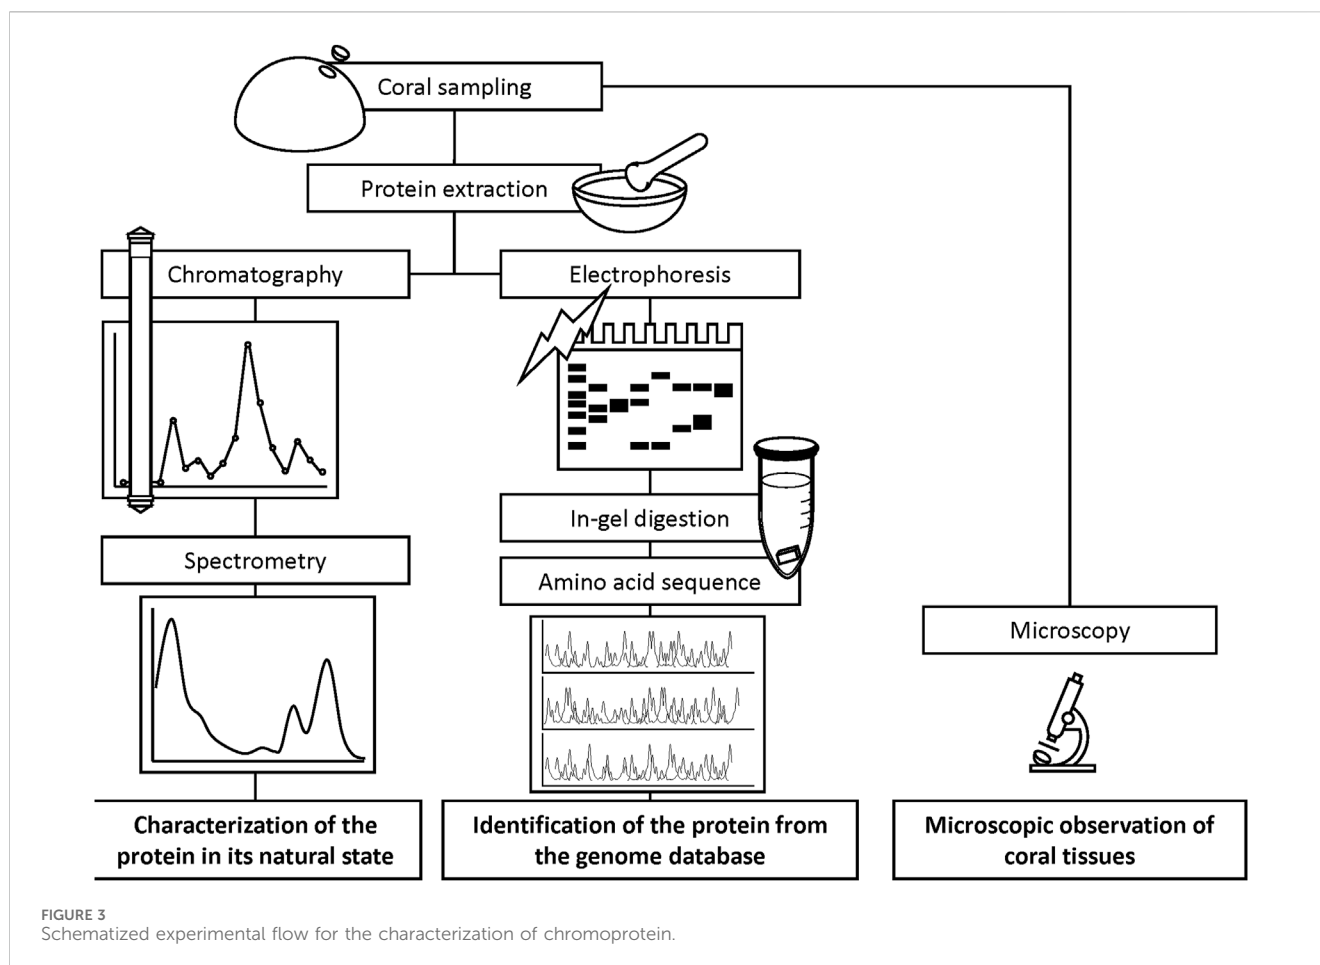 Coral sampling
Protein extraction
Chromatography
Electrophoresis
In-gel digestion
Spectrometry
Amino acid sequence
Microscopy
Characterization of the
protein in its natural state
Identification of the protein from
the genome database
Microscopic observation of
coral tissues
FIGURE 3
Schematized experimental flow for the characterization of chromoprotein.